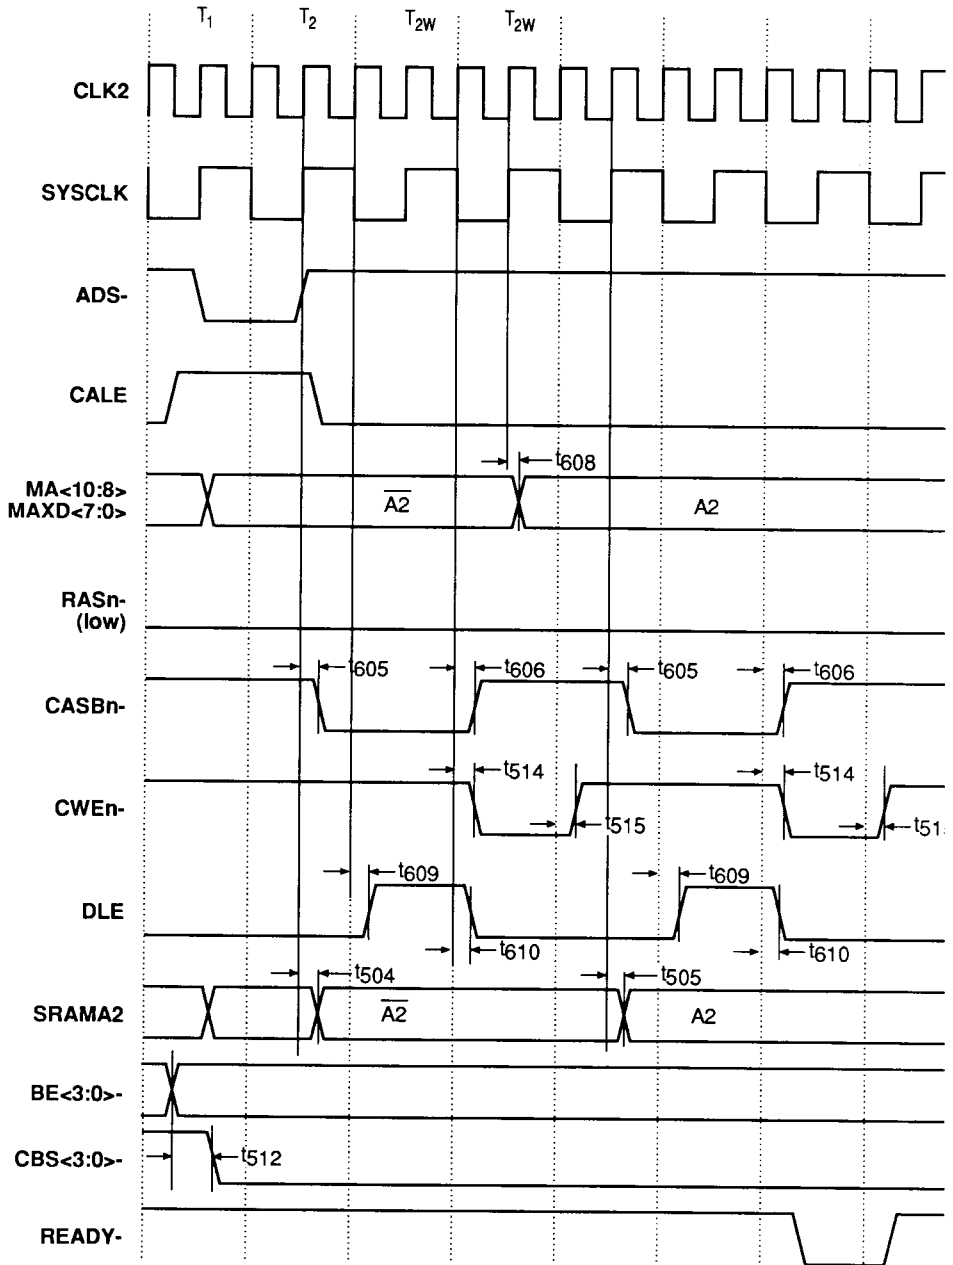 T1 T2 T2W T2W
CLK2
SYSCLK
ADS-
CALE
t608
MA<10:8>
MAXD<7:0>
A2 A2
RASn-
(low)
t605 t606 t605 t606
CASBn-
t514 t514
CWEn-
t515 t51
t609 t609
DLE
t610 t610
t504 t505
SRAMA2
A2 A2
BE<3:0>-
CBS<3:0>-
t512
READY-